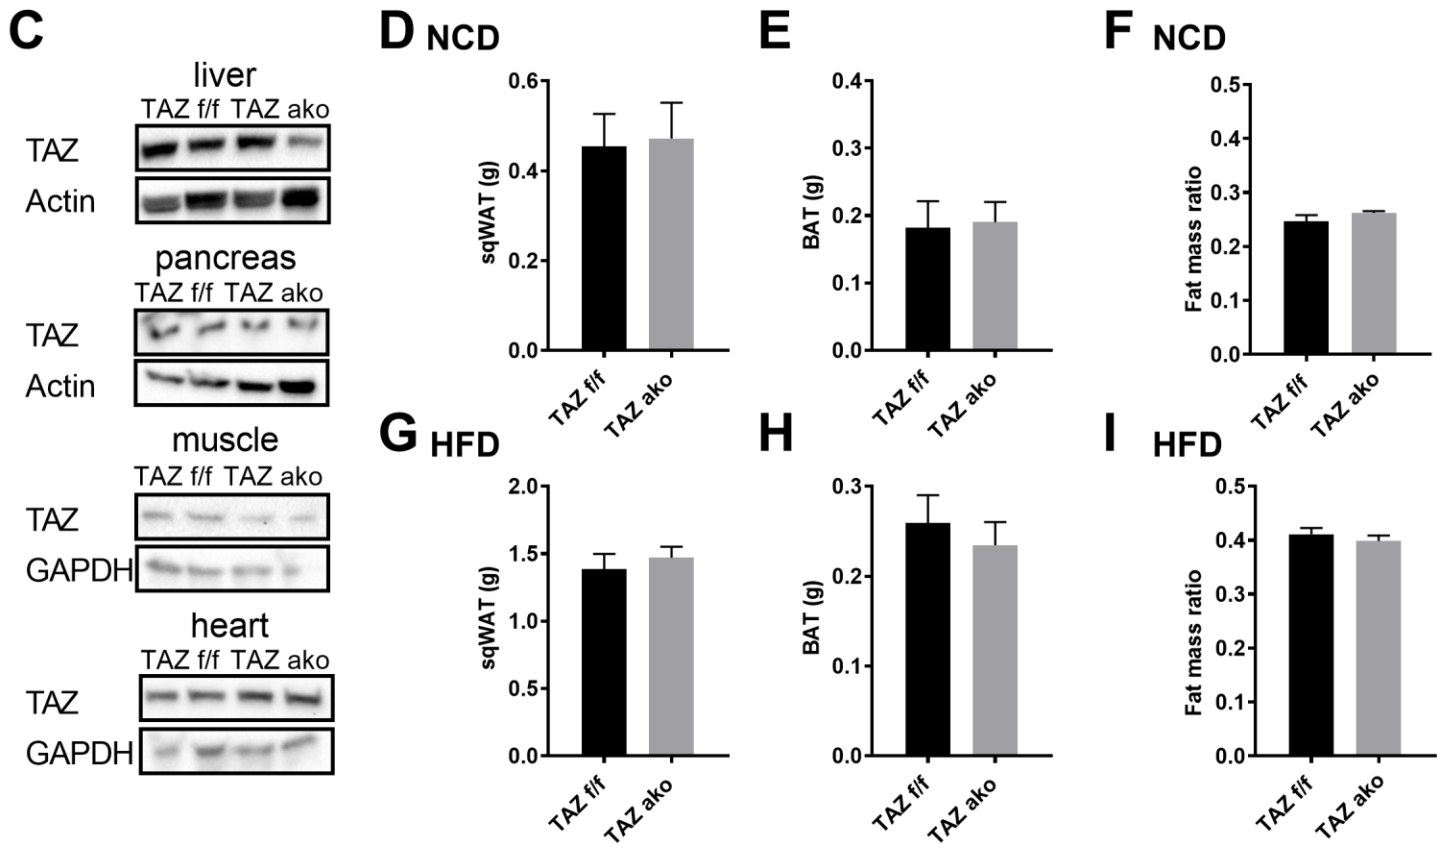 C
liver
TAZ f/f TAZ ako
TAZ
Actin
pancreas
TAZ f/f TAZ ako
TAZ
Actin
muscle
TAZ f/f TAZ ako
TAZ
GAPDH
heart
TAZ f/f TAZ ako
TAZ
GAPDH
D NCD
sqWAT (g)
0.6
0.4
0.2
0.0
TAZ f/f
TAZ ako
E
BAT (g)
0.4
0.3
0.2
0.1
0.0
TAZ f/f
TAZ ako
F NCD
Fat mass ratio
0.5
0.4
0.3
0.2
0.1
0.0
TAZ f/f
TAZ ako
G HFD
sqWAT (g)
2.0
1.5
1.0
0.5
0.0
TAZ f/f
TAZ ako
H
BAT (g)
0.3
0.2
0.1
0.0
TAZ f/f
TAZ ako
I HFD
Fat mass ratio
0.5
0.4
0.3
0.2
0.1
0.0
TAZ f/f
TAZ ako